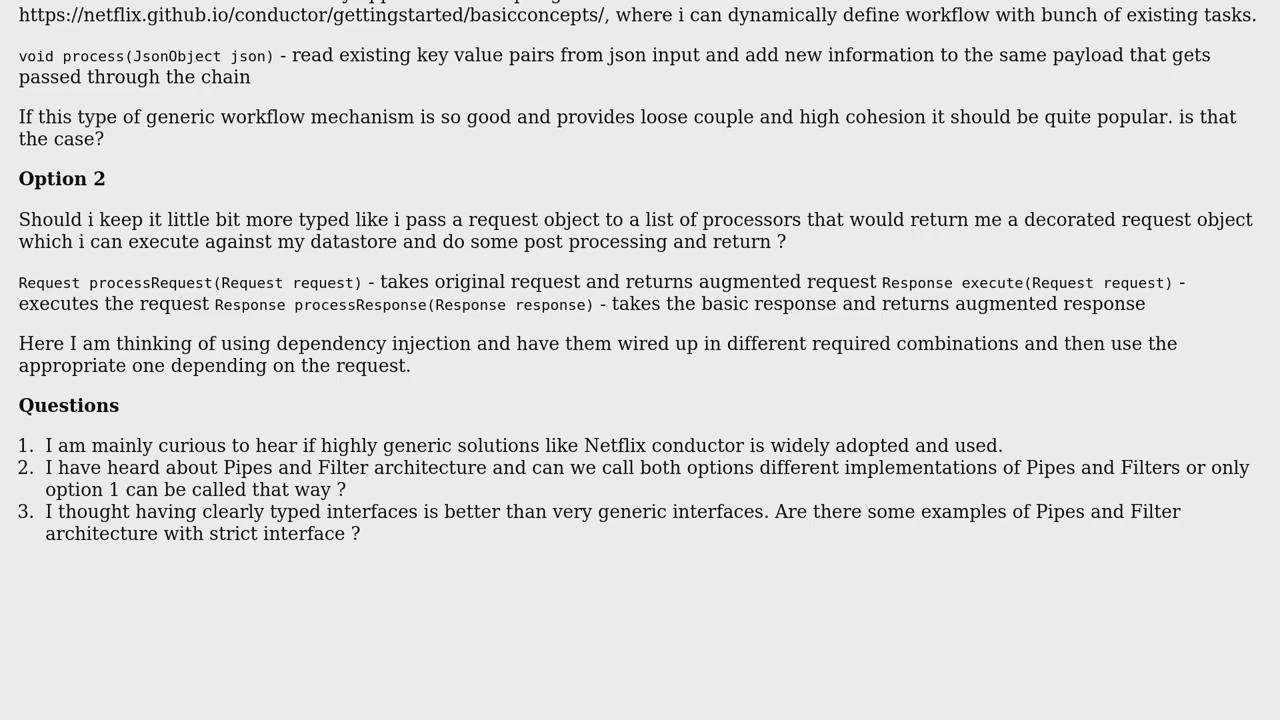 https://netflix.github.io/conductor/gettingstarted/basicconcepts/, where i can dynamically define workflow with bunch of existing tasks.
void process(JsonObject json) - read existing key value pairs from json input and add new information to the same payload that gets
passed through the chain
If this type of generic workflow mechanism is so good and provides loose couple and high cohesion it should be quite popular. is that
the case?
Option 2
Should i keep it little bit more typed like i pass a request object to a list of processors that would return me a decorated request object
which i can execute against my datastore and do some post processing and return ?
Request processRequest(Request request) - takes original request and returns augmented request Response execute(Request request) -
executes the request Response processResponse(Response response) - takes the basic response and returns augmented response
Here I am thinking of using dependency injection and have them wired up in different required combinations and then use the
appropriate one depending on the request.
Questions
1. I am mainly curious to hear if highly generic solutions like Netflix conductor is widely adopted and used.
2. I have heard about Pipes and Filter architecture and can we call both options different implementations of Pipes and Filters or only
option 1 can be called that way ?
3. I thought having clearly typed interfaces is better than very generic interfaces. Are there some examples of Pipes and Filter
architecture with strict interface ?